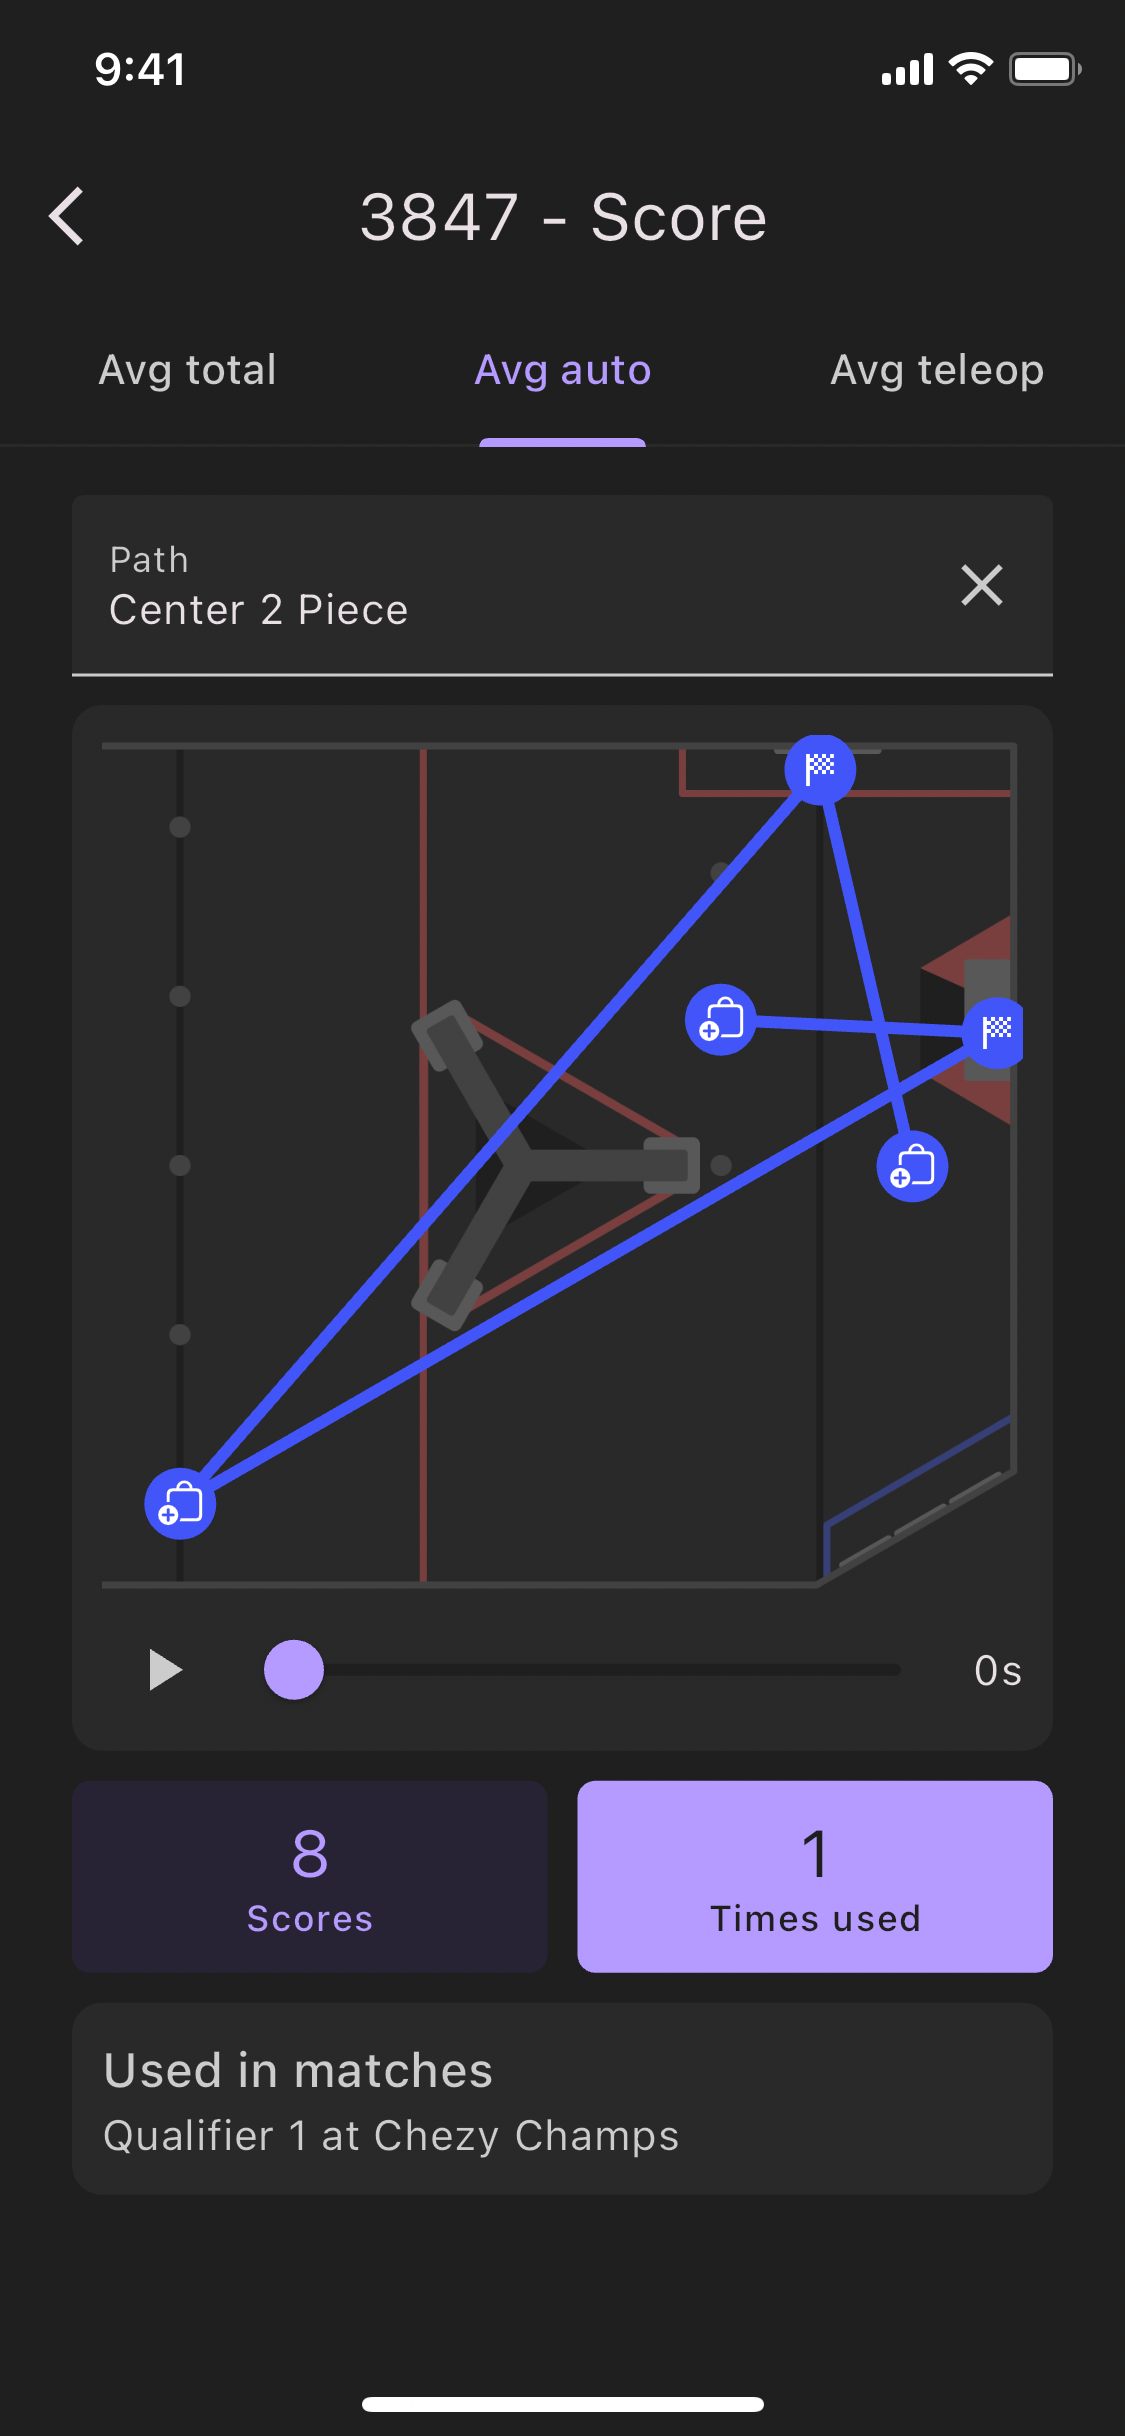 9:41
3847 - Score
Avg total
Avg auto
Avg teleop
Path
Center 2 Piece
0s
8
Scores
1
Times used
Used in matches
Qualifier 1 at Chezy Champs